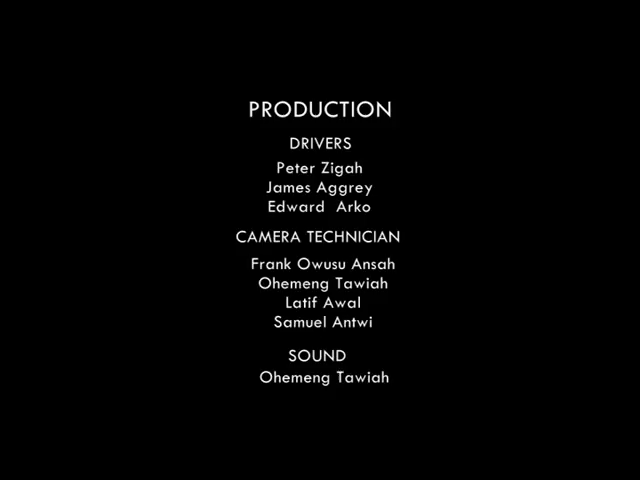 PRODUCTION
DRIVERS
Peter Zigah
James Aggrey
Edward Arko
CAMERA TECHNICIAN
Frank Owusu Ansah
Ohemeng Tawiah
Latif Awal
Samuel Antwi
SOUND
Ohemeng Tawiah